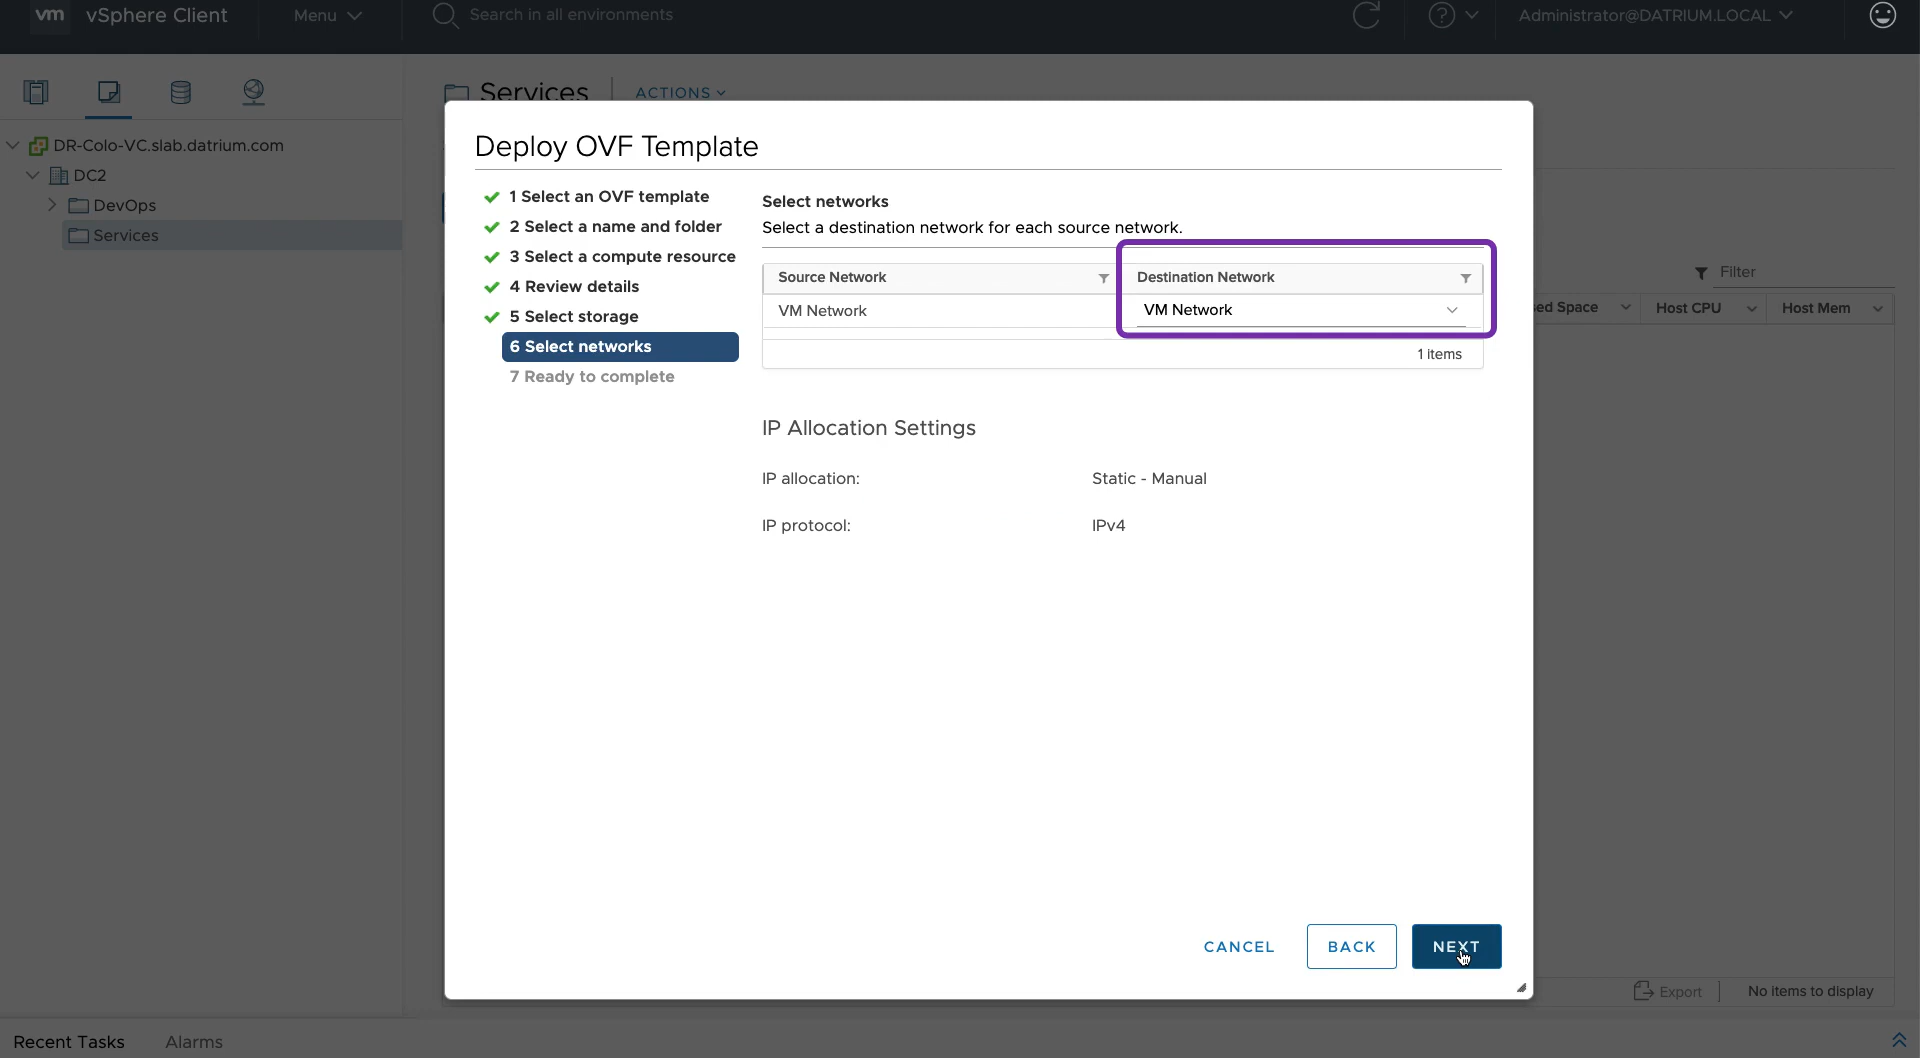 vm vSphere Client Menu Search in all environments ? Administrator@DATRIUM.LOCAL
DR-Colo-VC.slab.datrium.com
DC2
DevOps
Services
Services ACTIONS
Deploy OVF Template
1 Select an OVF template
2 Select a name and folder
3 Select a compute resource
4 Review details
5 Select storage
6 Select networks
7 Ready to complete
Select networks
Select a destination network for each source network.
Source Network Destination Network
VM Network VM Network
1 items
IP Allocation Settings
IP allocation: Static - Manual
IP protocol: IPv4
CANCEL BACK NEXT
Filter
Space Host CPU Host Mem
Export No items to display
Recent Tasks Alarms